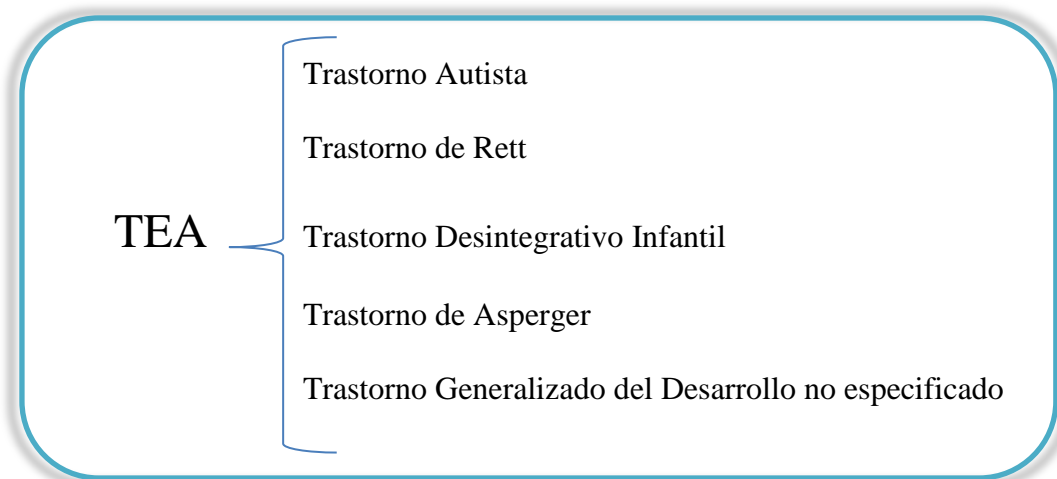 Trastorno Autista
Trastorno de Rett
TEA
Trastorno Desintegrativo Infantil
Trastorno de Asperger
Trastorno Generalizado del Desarrollo no especificado